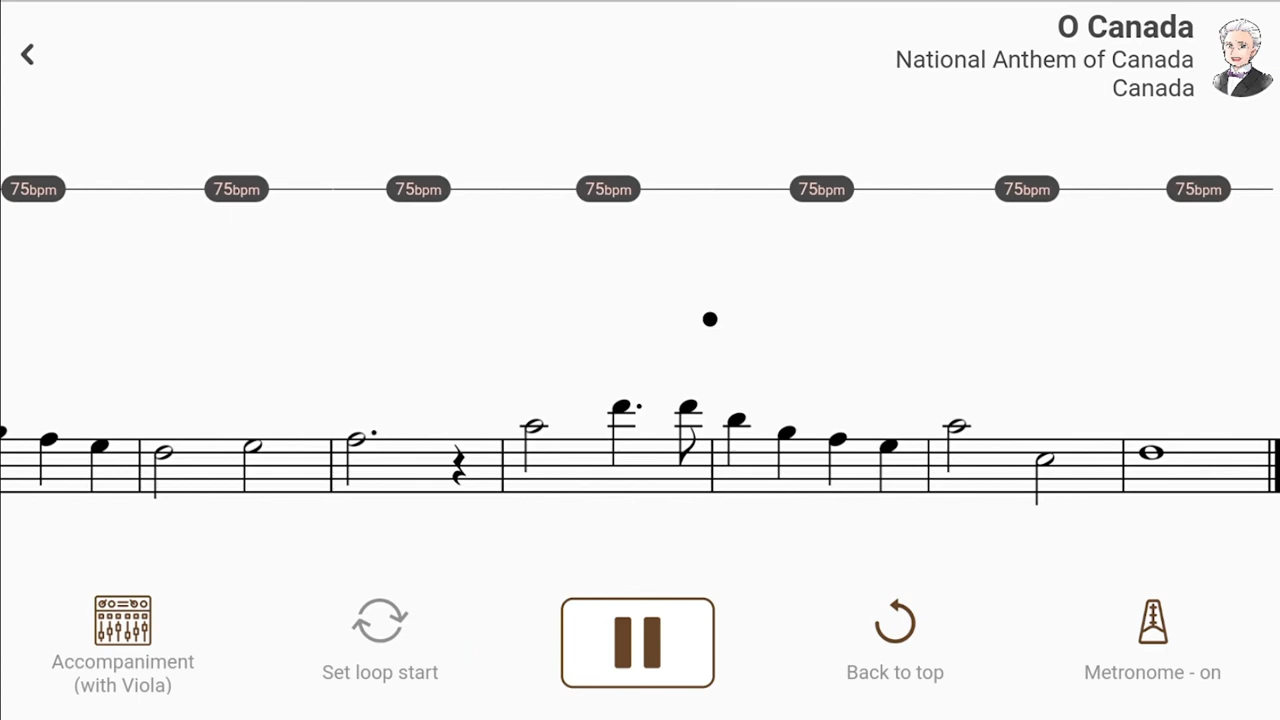 O Canada
National Anthem of Canada
Canada
75bpm 75bpm 75bpm 75bpm 75bpm 75bpm 75bpm
Accompaniment
(with Viola)
Set loop start
Back to top
Metronome - on